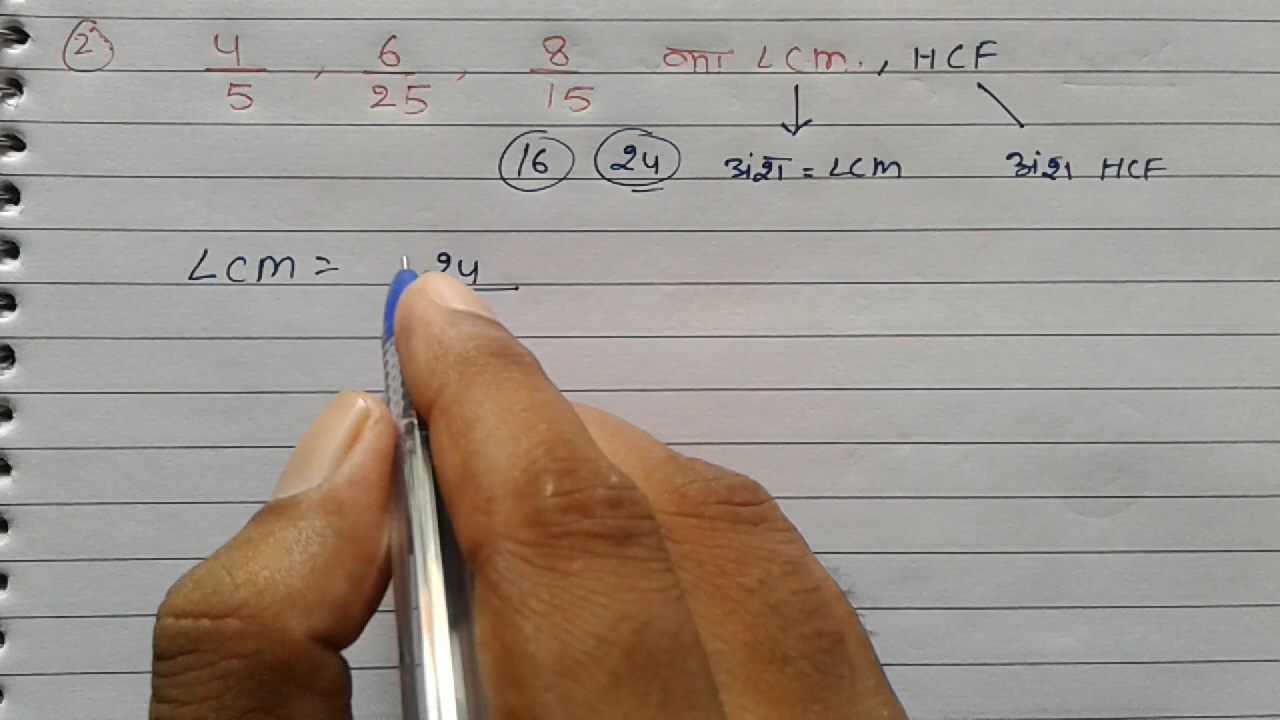 2 4/5 , 6/25 , 8/15 का LCM. , HCF
16 24 अंश = LCM अंश HCF
LCM = 24